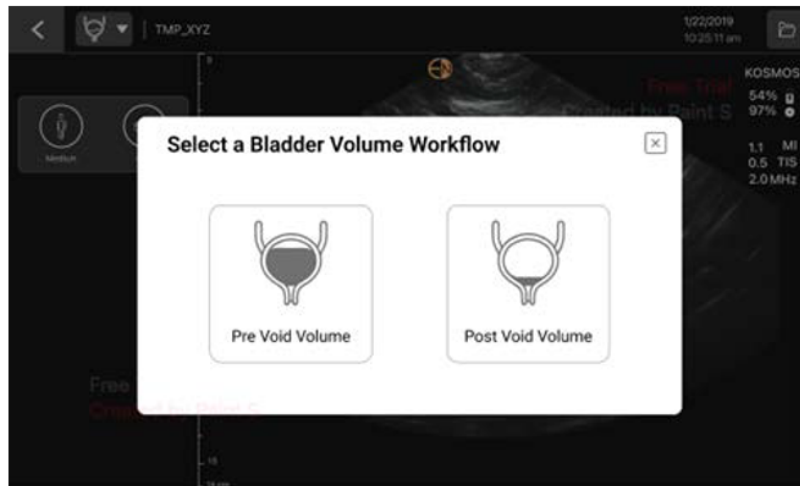 TMP_XYZ
1/22/2019
10:25:11 am
KOSMOS
54%
97%
Free Trial
Created by Paint S
1.1 MI
0.5 TIS
2.0 MHz
Medium
Select a Bladder Volume Workflow
Pre Void Volume
Post Void Volume
Free
Created by Paint S
15